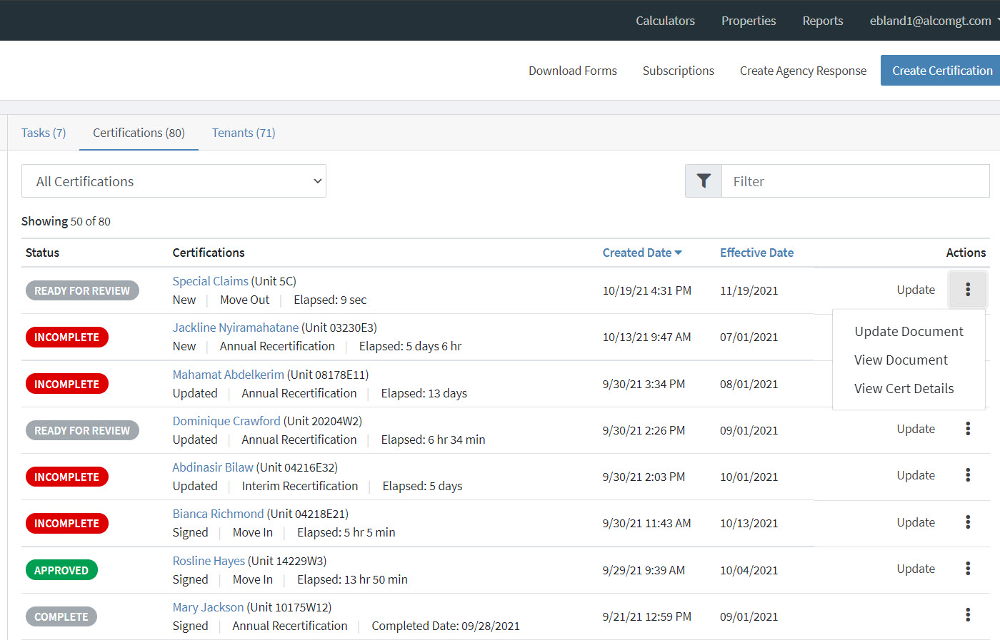 Calculators Properties Reports ebland1@alcomgt.com
Download Forms Subscriptions Create Agency Response Create Certification
Tasks (7) Certifications (80) Tenants (71)
All Certifications Filter
Showing 50 of 80
Status Certifications Created Date Effective Date Actions
READY FOR REVIEW Special Claims (Unit 5C) 10/19/21 4:31 PM 11/19/2021 Update
New Move Out Elapsed: 9 sec
Update Document
View Document
View Cert Details
INCOMPLETE Jackline Nyiramahatane (Unit 03230E3) 10/13/21 9:47 AM 07/01/2021
New Annual Recertification Elapsed: 5 days 6 hr
INCOMPLETE Mahamat Abdelkerim (Unit 08178E11) 9/30/21 3:34 PM 08/01/2021
Updated Annual Recertification Elapsed: 13 days
READY FOR REVIEW Dominique Crawford (Unit 20204W2) 9/30/21 2:26 PM 09/01/2021 Update
Updated Annual Recertification Elapsed: 6 hr 34 min
INCOMPLETE Abdinasir Bilaw (Unit 04216E32) 9/30/21 2:03 PM 10/01/2021 Update
Updated Interim Recertification Elapsed: 5 days
INCOMPLETE Bianca Richmond (Unit 04218E21) 9/30/21 11:43 AM 10/13/2021 Update
Signed Move In Elapsed: 5 hr 5 min
APPROVED Rosline Hayes (Unit 14229W3) 9/29/21 9:39 AM 10/04/2021 Update
Signed Move In Elapsed: 13 hr 50 min
COMPLETE Mary Jackson (Unit 10175W12) 9/21/21 12:59 PM 09/01/2021
Signed Annual Recertification Completed Date: 09/28/2021